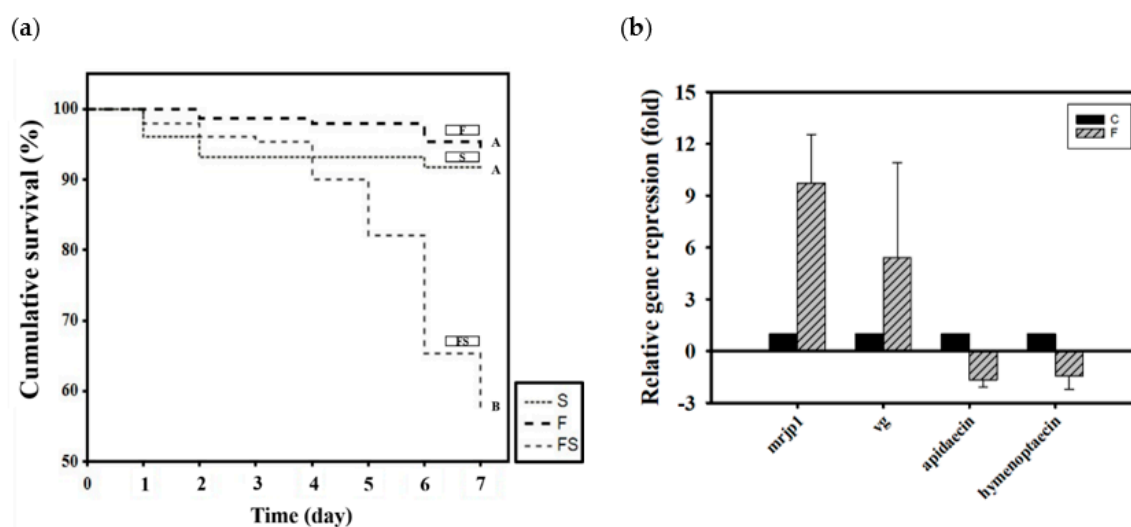 (a)
(b)
Cumulative survival (%)
100
90
80
70
60
50
F
A
S
A
FS
B
0 1 2 3 4 5 6 7
Time (day)
S
F
FS
Relative gene repression (fold)
15
12
9
6
3
0
-3
C
F
mrjp1
vg
apidaecin
hymenoptaecin